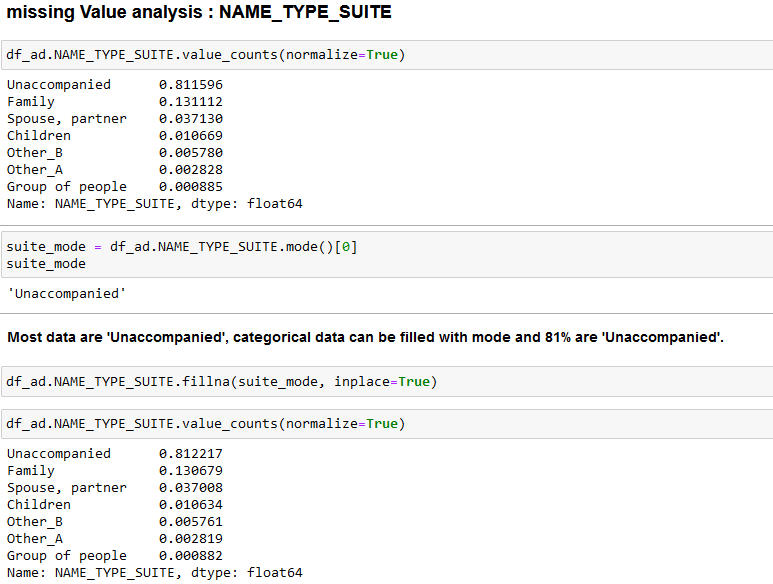 missing Value analysis : NAME_TYPE_SUITE
df_ad.NAME_TYPE_SUITE.value_counts(normalize=True)
Unaccompanied      0.811596
Family             0.131112
Spouse, partner    0.037130
Children           0.010669
Other_B            0.005780
Other_A            0.002828
Group of people    0.000885
Name: NAME_TYPE_SUITE, dtype: float64
suite_mode = df_ad.NAME_TYPE_SUITE.mode()[0]
suite_mode
'Unaccompanied'
Most data are 'Unaccompanied', categorical data can be filled with mode and 81% are 'Unaccompanied'.
df_ad.NAME_TYPE_SUITE.fillna(suite_mode, inplace=True)
df_ad.NAME_TYPE_SUITE.value_counts(normalize=True)
Unaccompanied      0.812217
Family             0.130679
Spouse, partner    0.037008
Children           0.010634
Other_B            0.005761
Other_A            0.002819
Group of people    0.000882
Name: NAME_TYPE_SUITE, dtype: float64